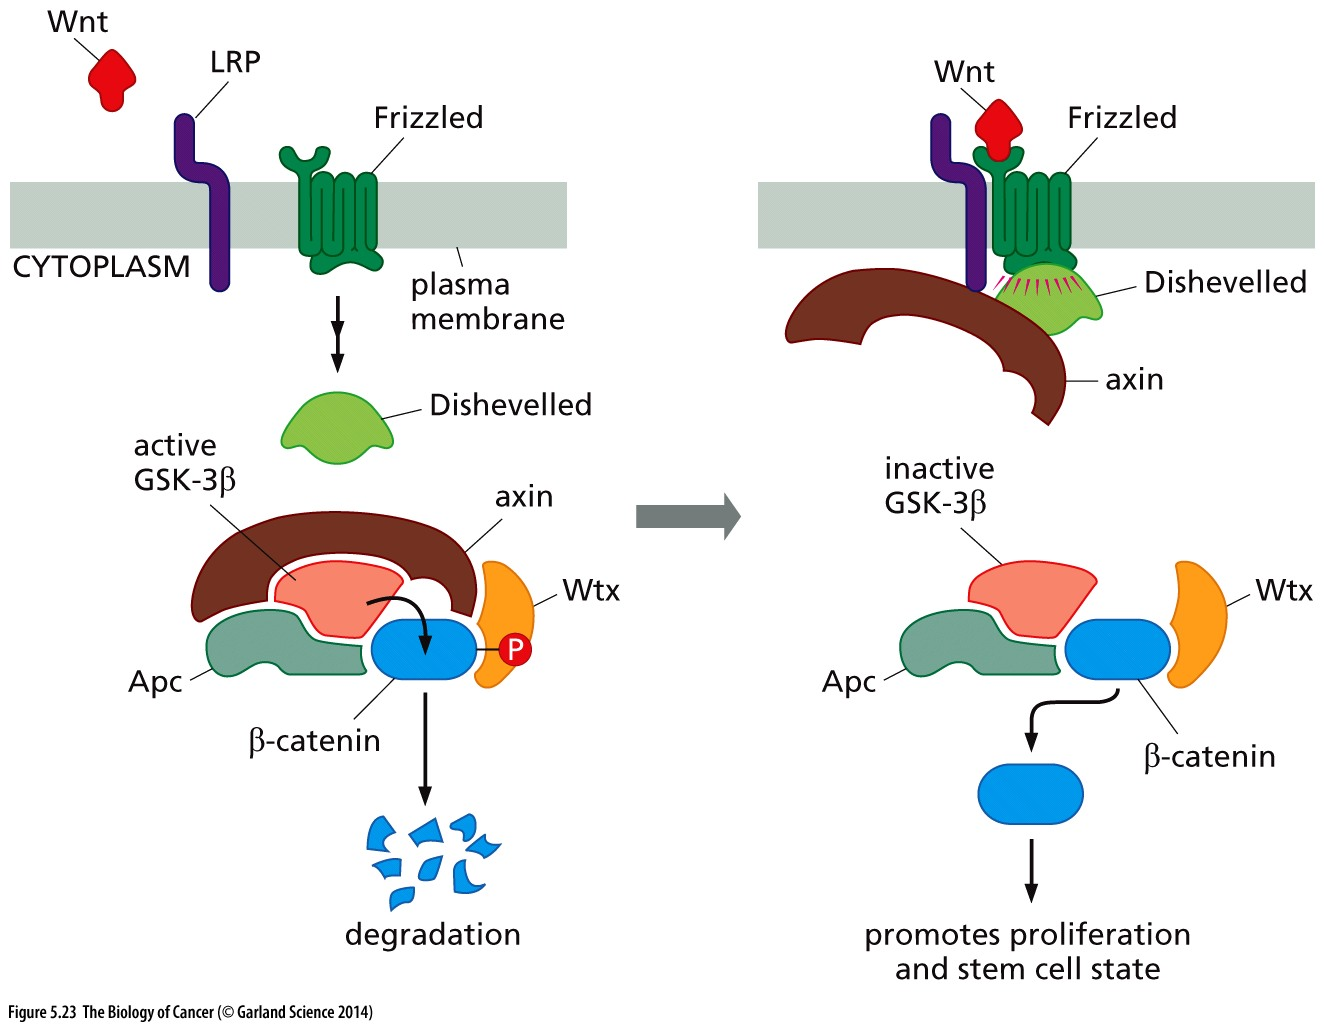 Wnt
LRP
Frizzled
CYTOPLASM
plasma
membrane
Dishevelled
active
GSK-3β
axin
Wtx
P
Apc
β-catenin
degradation
Wnt
Frizzled
Dishevelled
axin
inactive
GSK-3β
Wtx
Apc
β-catenin
promotes proliferation
and stem cell state
Figure 5.23 The Biology of Cancer (© Garland Science 2014)